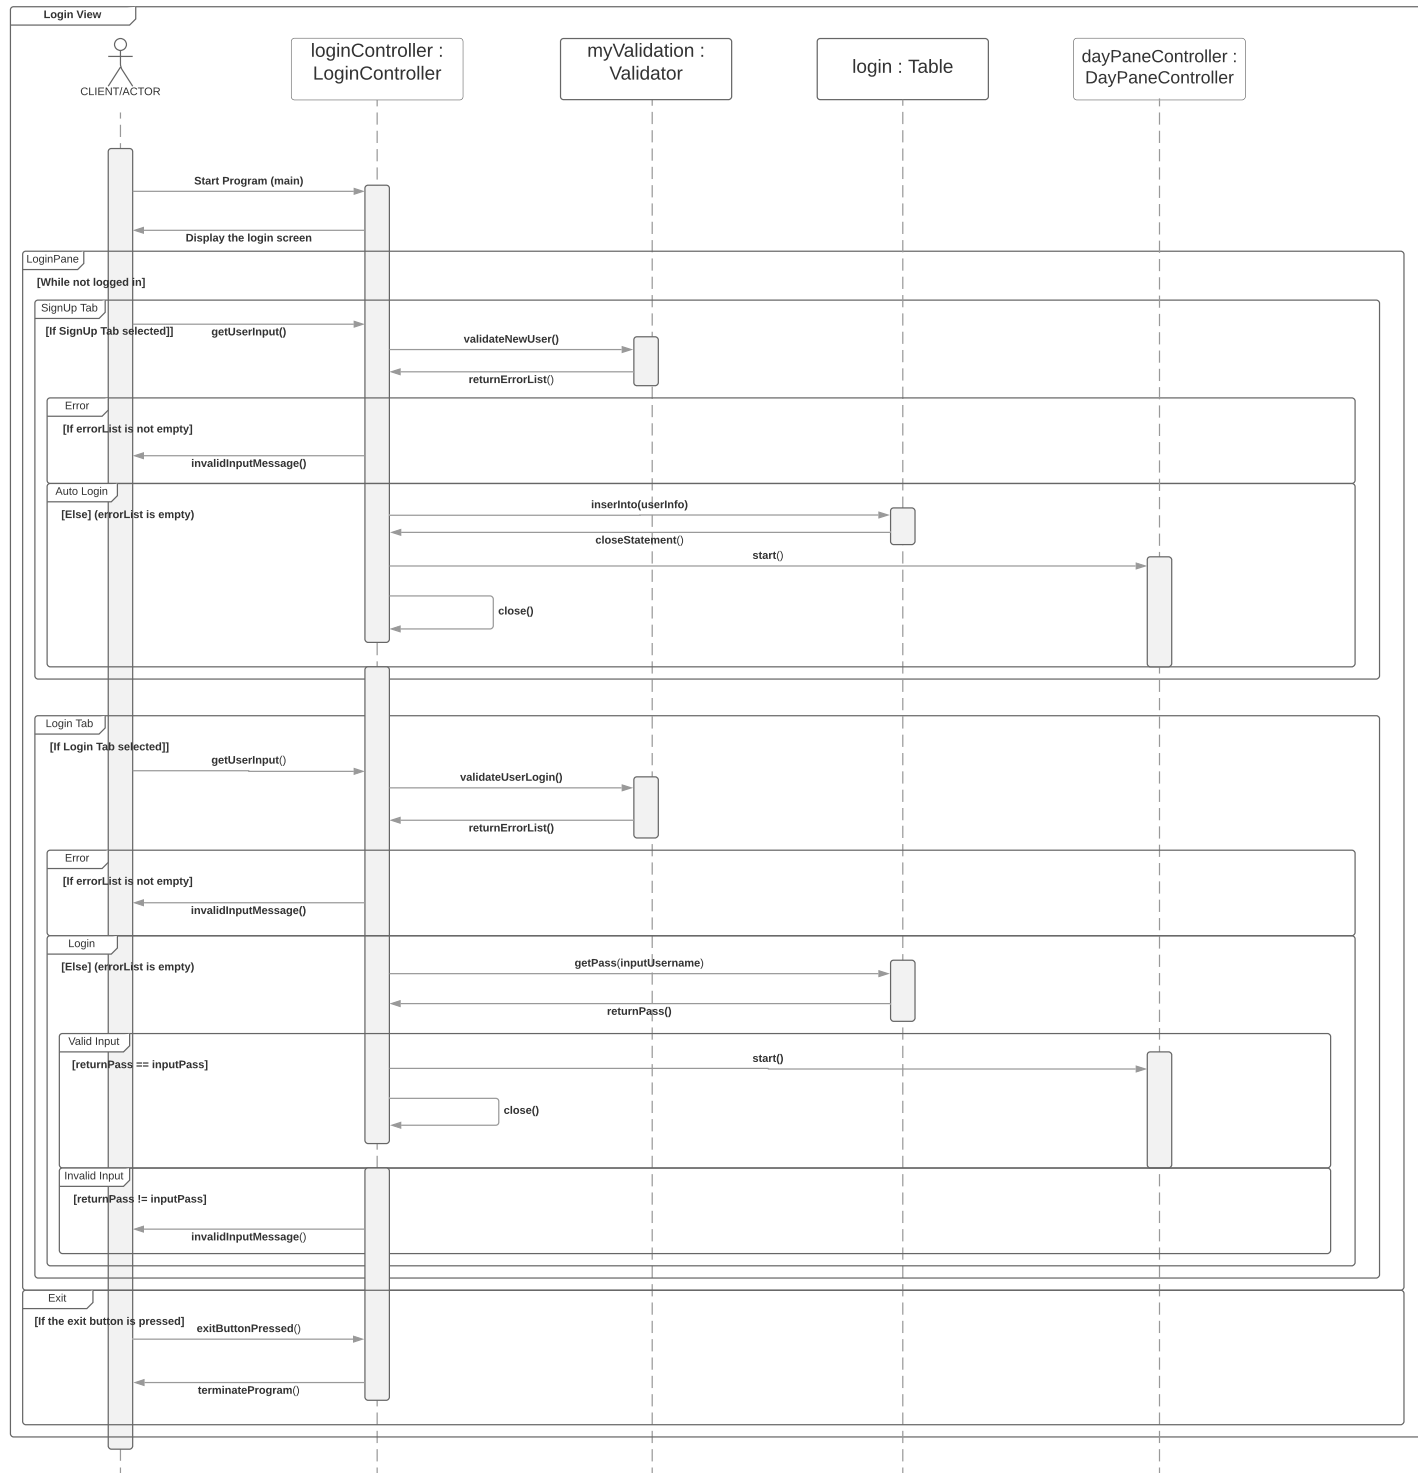 Login View
CLIENT/ACTOR
loginController :
LoginController
myValidation :
Validator
login : Table
dayPaneController :
DayPaneController
Start Program (main)
Display the login screen
LoginPane
[While not logged in]
SignUp Tab
[If SignUp Tab selected]]
getUserInput()
validateNewUser()
returnErrorList()
Error
[If errorList is not empty]
invalidInputMessage()
Auto Login
[Else] (errorList is empty)
inserInto(userInfo)
closeStatement()
start()
close()
Login Tab
[If Login Tab selected]]
getUserInput()
validateUserLogin()
returnErrorList()
Error
[If errorList is not empty]
invalidInputMessage()
Login
[Else] (errorList is empty)
getPass(inputUsername)
returnPass()
Valid Input
[returnPass == inputPass]
start()
close()
Invalid Input
[returnPass != inputPass]
invalidInputMessage()
Exit
[If the exit button is pressed]
exitButtonPressed()
terminateProgram()